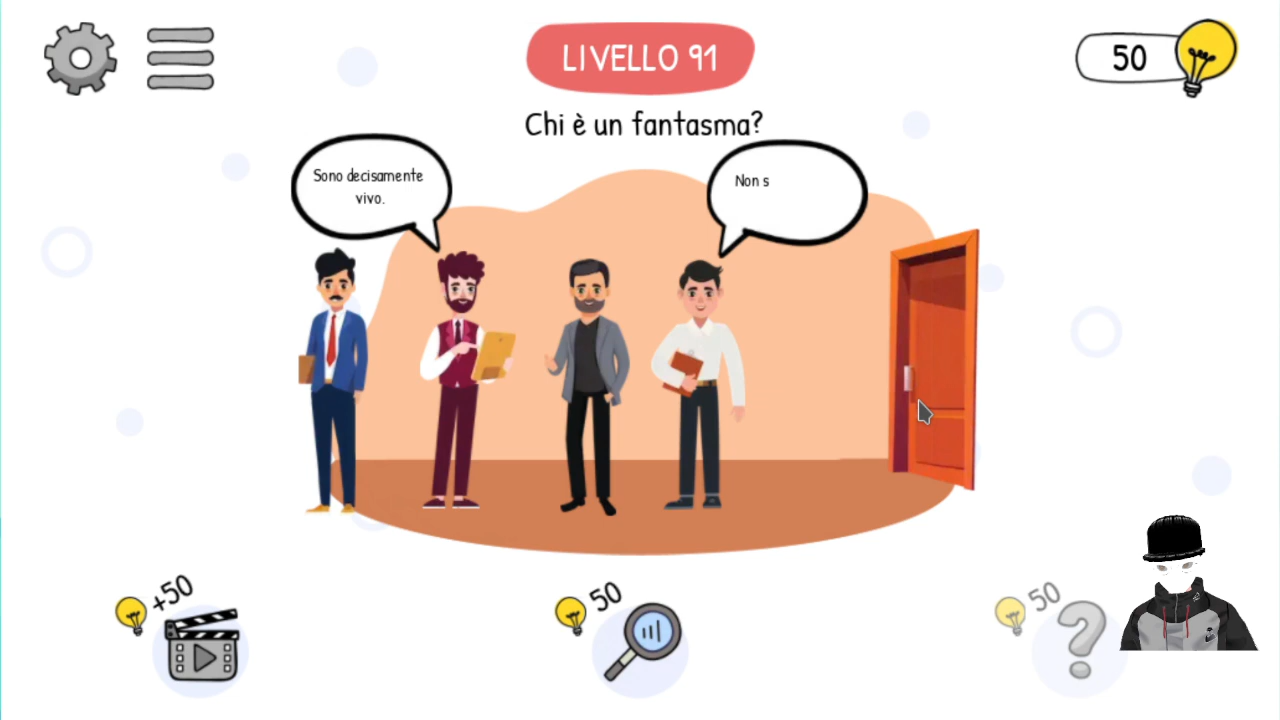 LIVELLO 91
50
Chi è un fantasma?
Sono decisamente
vivo.
Non s
+50
50
50